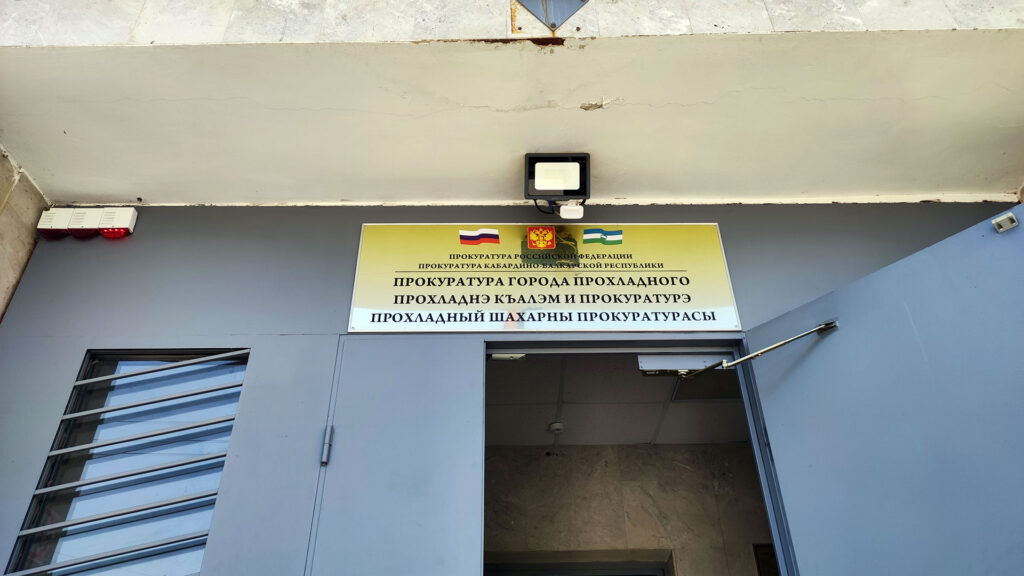 ПРОКУРАТУРА РОССИЙСКОЙ ФЕДЕРАЦИИ
ПРОКУРАТУРА КАБАРДИНО-БАЛКАРСКОЙ РЕСПУБЛИКИ
ПРОКУРАТУРА ГОРОДА ПРОХЛАДНОГО
ПРОХЛАДНЭ КЪАЛЭМ И ПРОКУРАТУРЭ
ПРОХЛАДНЫЙ ШАХАРНЫ ПРОКУРАТУРАСЫ